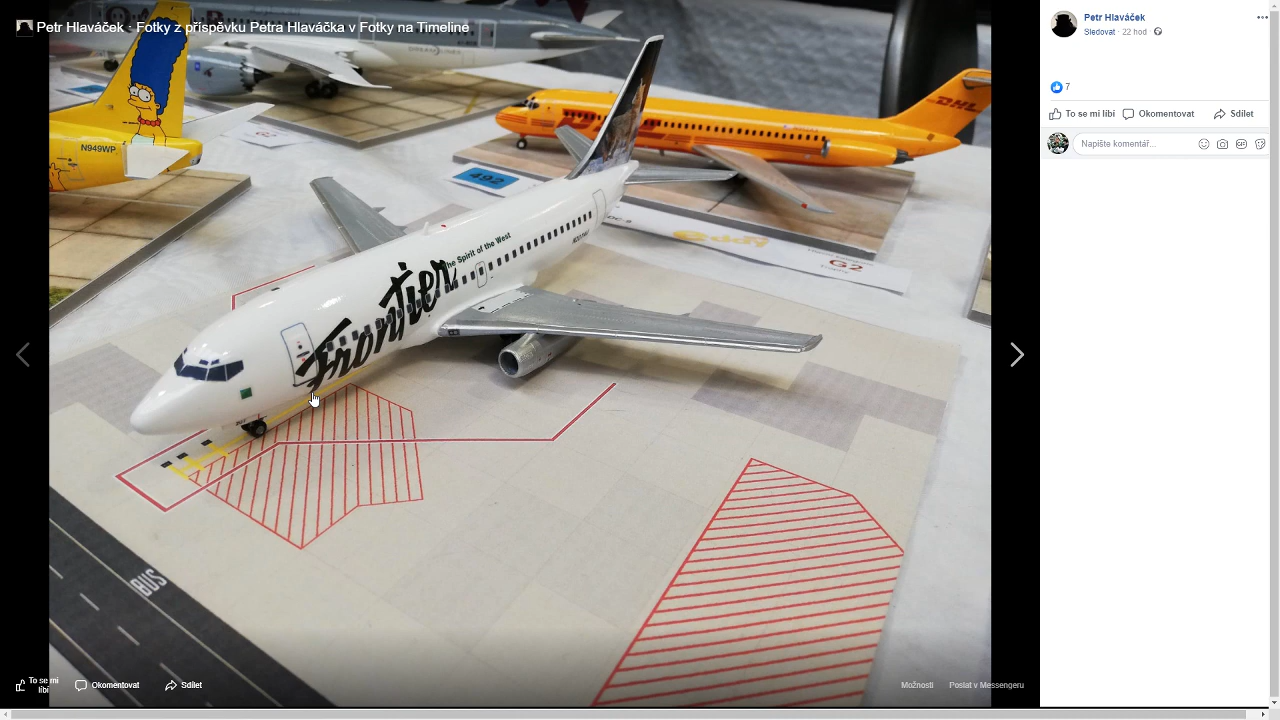 Petr Hlaváček - Fotky z příspěvku Petra Hlaváčka v Fotky na Timeline
Petr Hlaváček
Sledovat · 22 hod ·
7
To se mi líbí
Okomentovat
Sdílet
Napište komentář...
GIF
N949WP
G2
DHL
492
G2
The Spirit of the West
Frontier
BUS
To se mi líbí
Okomentovat
Sdílet
Možnosti
Poslat v Messengeru